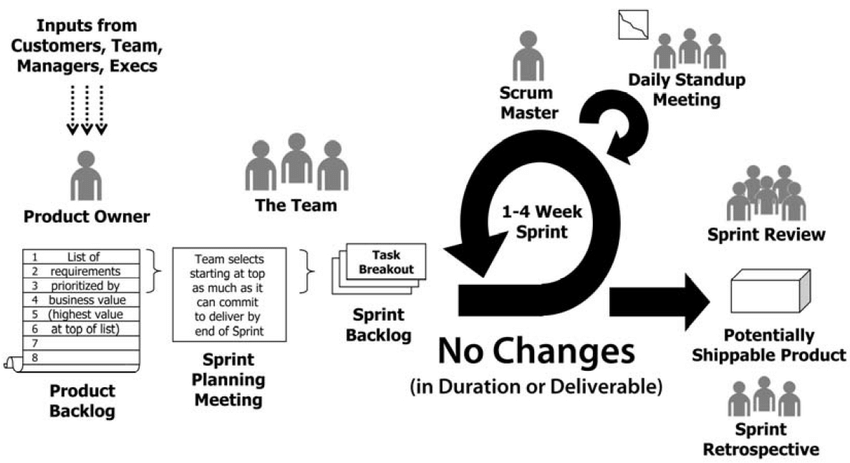 Inputs from
Customers, Team,
Managers, Execs
Product Owner
1 List of
2 requirements
3 prioritized by
4 business value
5 (highest value
6 at top of list)
7
8
Product
Backlog
The Team
Team selects
starting at top
as much as it
can commit
to deliver by
end of Sprint
Sprint
Planning
Meeting
Task
Breakout
Sprint
Backlog
Scrum
Master
Daily Standup
Meeting
1-4 Week
Sprint
No Changes
(in Duration or Deliverable)
Sprint Review
Potentially
Shippable Product
Sprint
Retrospective